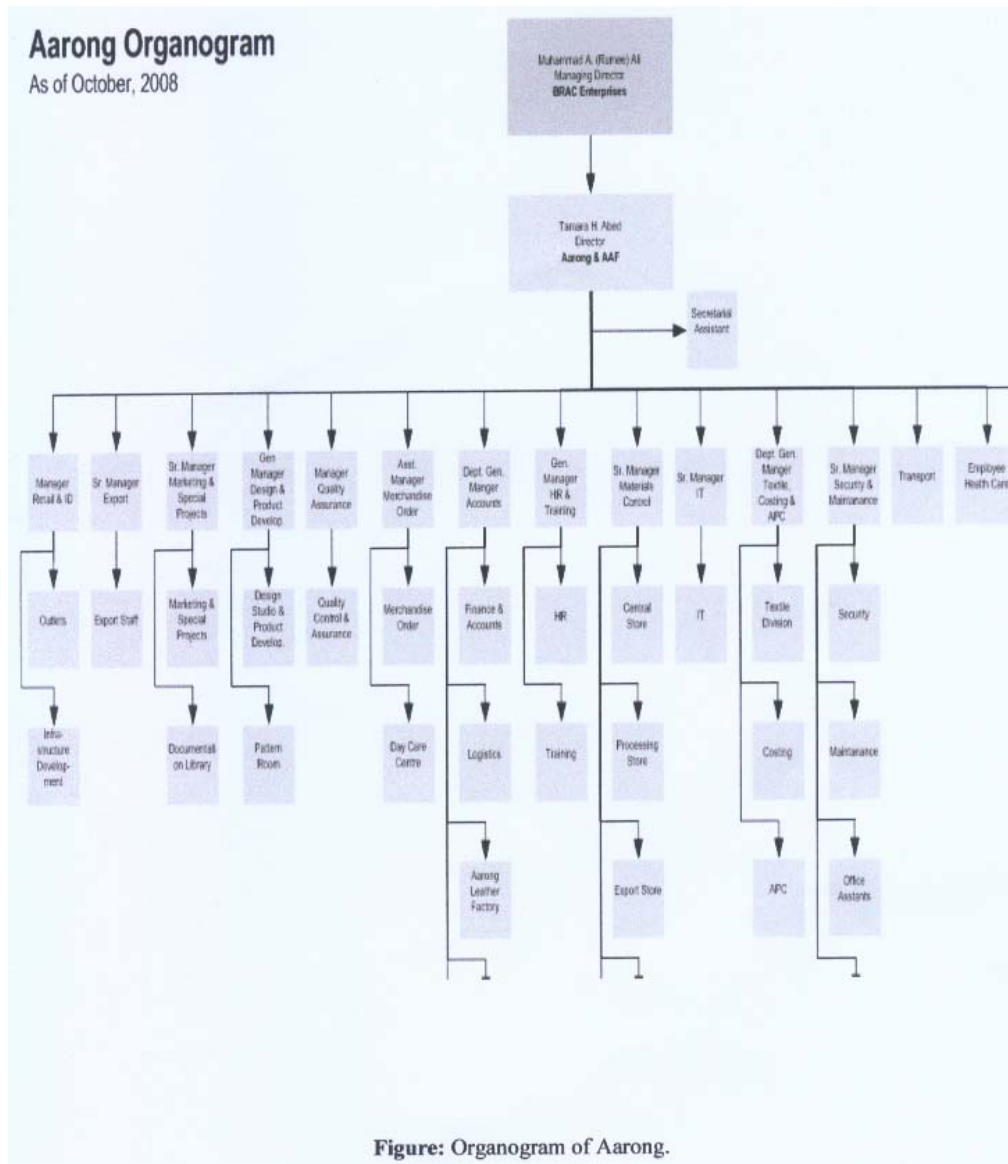 Aarong Organogram
As of October, 2008
Muhammad A. (Rumee) Ali
Managing Director
BRAC Enterprises
Tamara H. Abed
Director
Aarong & AAF
Secretarial
Assistant
Manager
Retail & ID
Sr. Manager
Export
Sr. Manager
Marketing &
Special
Projects
Gen.
Manager
Design &
Product
Develop.
Manager
Quality
Assurance
Asst.
Manager
Merchandise
Order
Dept. Gen.
Manger
Accounts
Gen.
Manager
HR &
Training
Sr. Manager
Materials
Control
Sr. Manager
IT
Dept. Gen.
Manger
Textile,
Costing &
APC
Sr. Manager
Security &
Maintanance
Transport
Employee
Health Care
Outlets
Export Staff
Marketing &
Special
Projects
Design
Studio &
Product
Develop.
Quality
Control &
Assurance
Merchandise
Order
Finance &
Accounts
HR
Central
Store
IT
Textile
Division
Security
Infra-
structure
Develop-
ment
Documentati
on Library
Pattern
Room
Day Care
Centre
Logistics
Training
Processing
Store
Costing
Maintanance
Aarong
Leather
Factory
Export Store
APC
Office
Asstants
Figure: Organogram of Aarong.